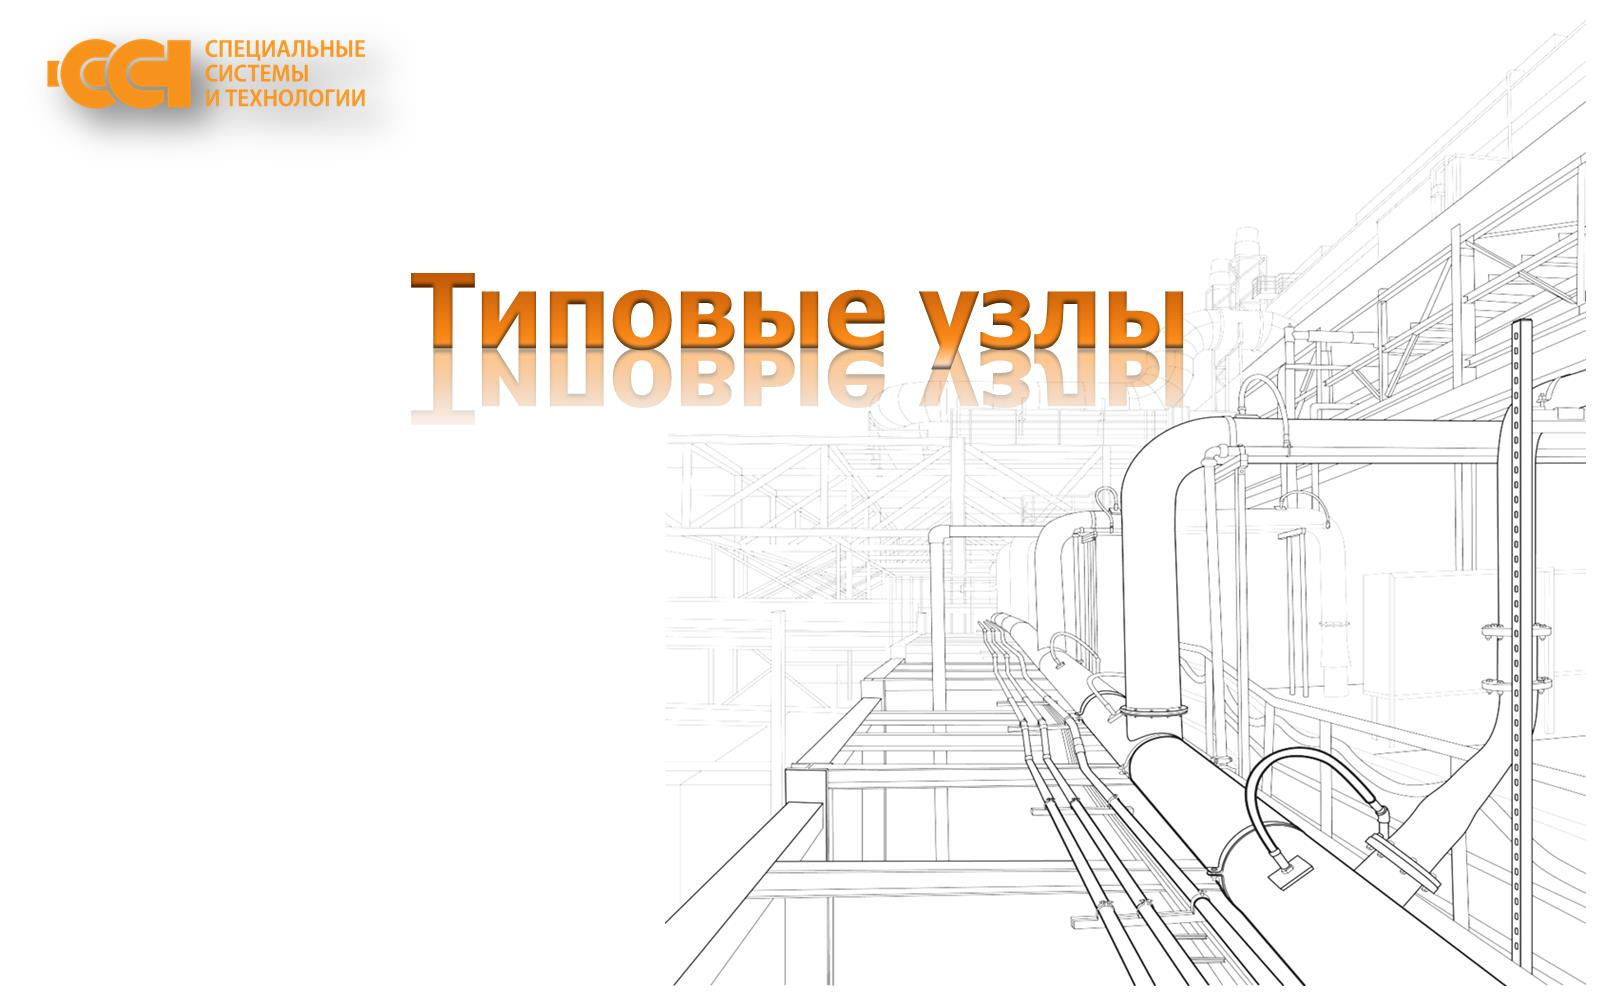 ССТ
СПЕЦИАЛЬНЫЕ
СИСТЕМЫ
И ТЕХНОЛОГИИ
Типовые узлы